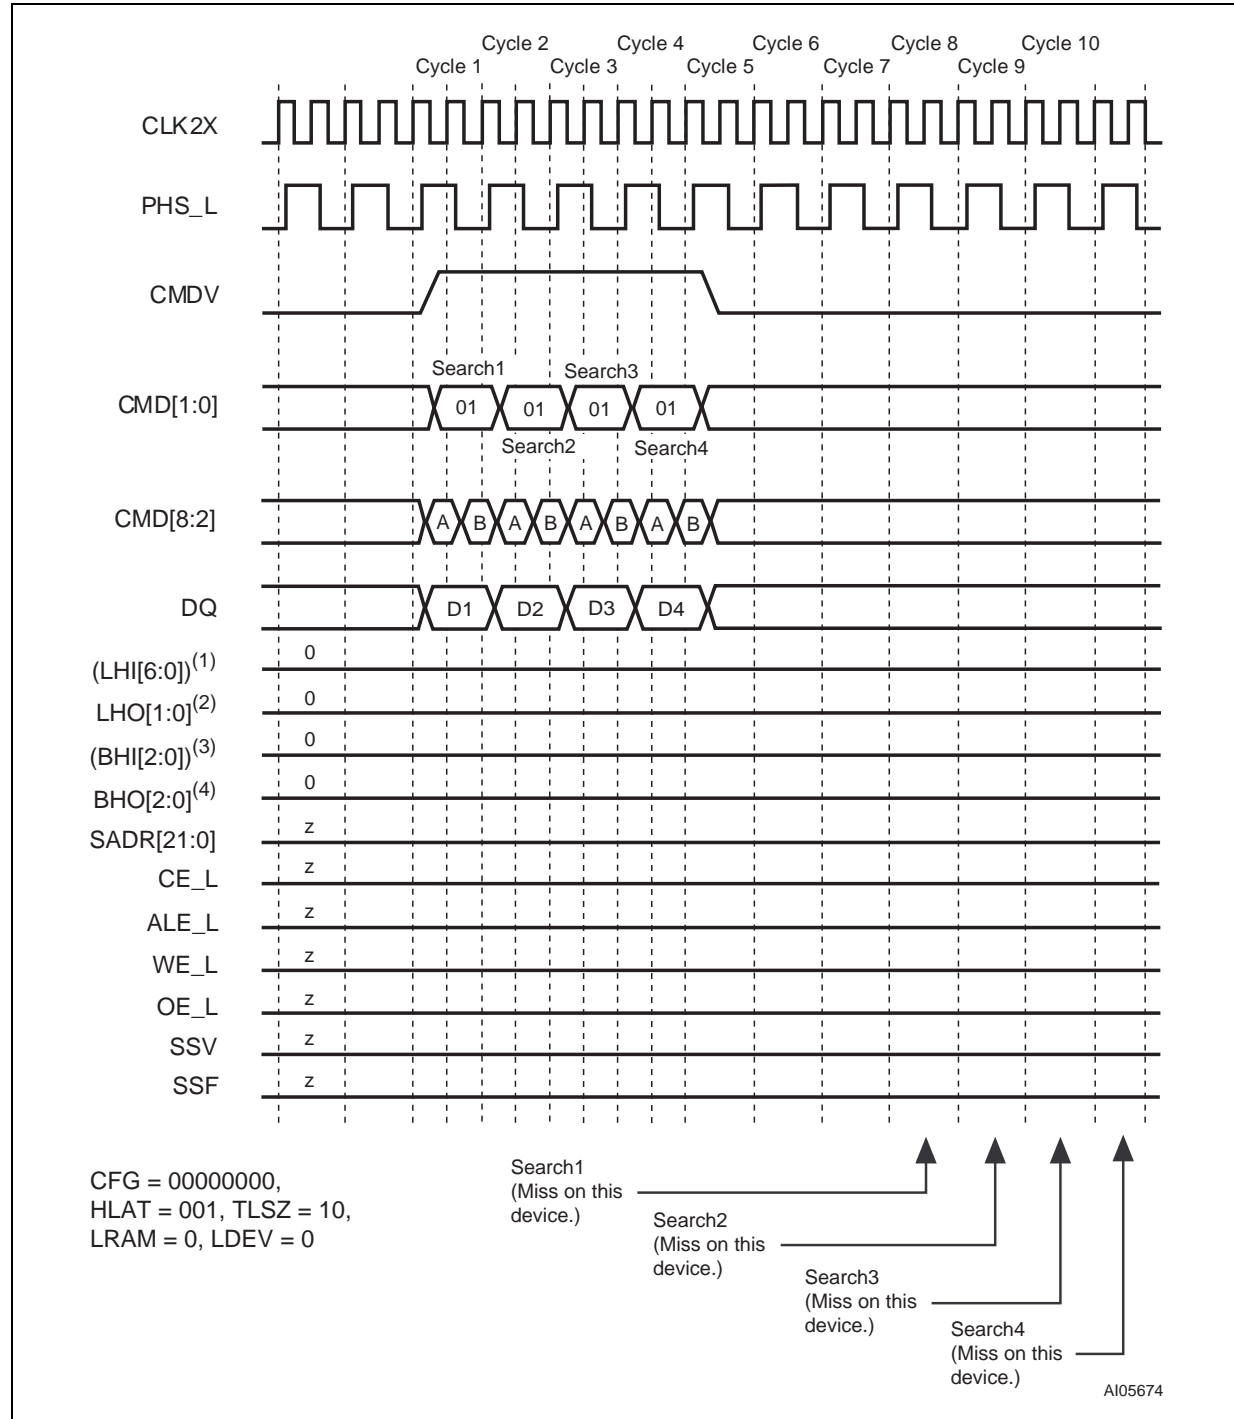 Cycle 2 Cycle 4 Cycle 6 Cycle 8 Cycle 10
Cycle 1 Cycle 3 Cycle 5 Cycle 7 Cycle 9
CLK2X
PHS_L
CMDV
Search1 Search3
CMD[1:0] 01 01 01 01
Search2 Search4
CMD[8:2] A B A B A B A B
DQ D1 D2 D3 D4
(LHI[6:0])(1) 0
LHO[1:0](2) 0
(BHI[2:0])(3) 0
BHO[2:0](4) 0
SADR[21:0] z
CE_L z
ALE_L z
WE_L z
OE_L z
SSV z
SSF z
CFG = 00000000,
HLAT = 001, TLSZ = 10,
LRAM = 0, LDEV = 0
Search1
(Miss on this
device.)
Search2
(Miss on this
device.)
Search3
(Miss on this
device.)
Search4
(Miss on this
device.)
AI05674